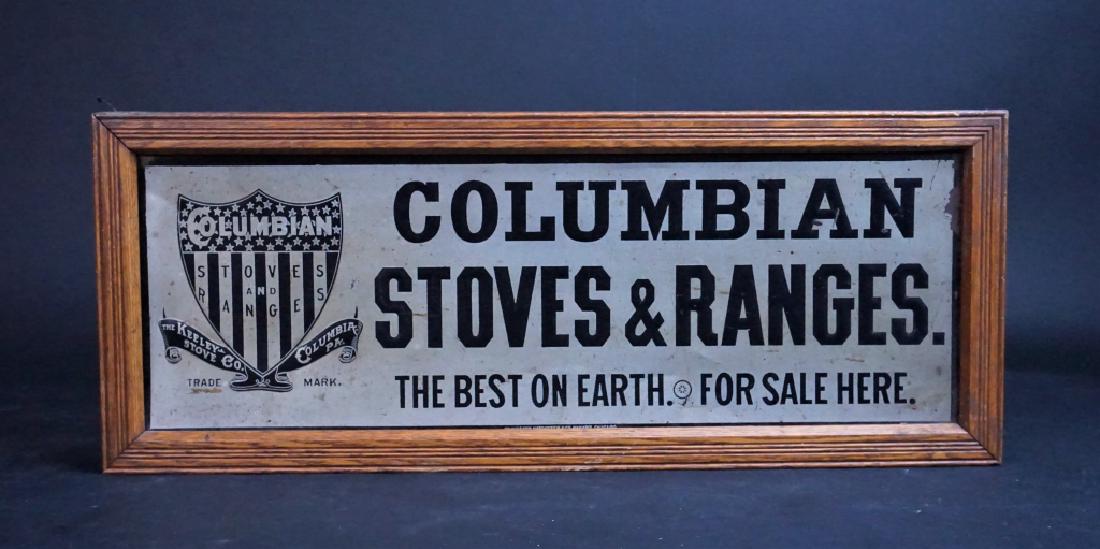 COLUMBIAN
STOVES
AND
RANGES
THE KEELEY
STOVE CO.
COLUMBIA
PA.
TRADE MARK.
COLUMBIAN
STOVES & RANGES.
THE BEST ON EARTH. FOR SALE HERE.